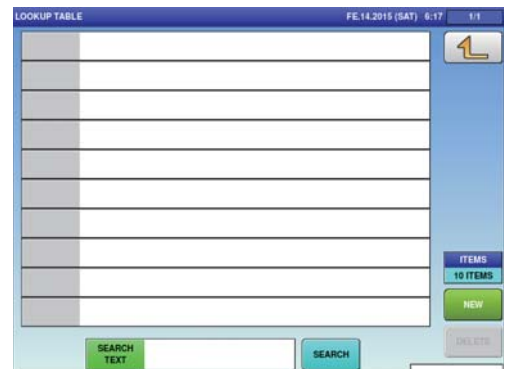 LOOKUP TABLE FE.14.2015 (SAT) 6:17 1/1
ITEMS
10 ITEMS
NEW
DELETE
SEARCH
TEXT
SEARCH